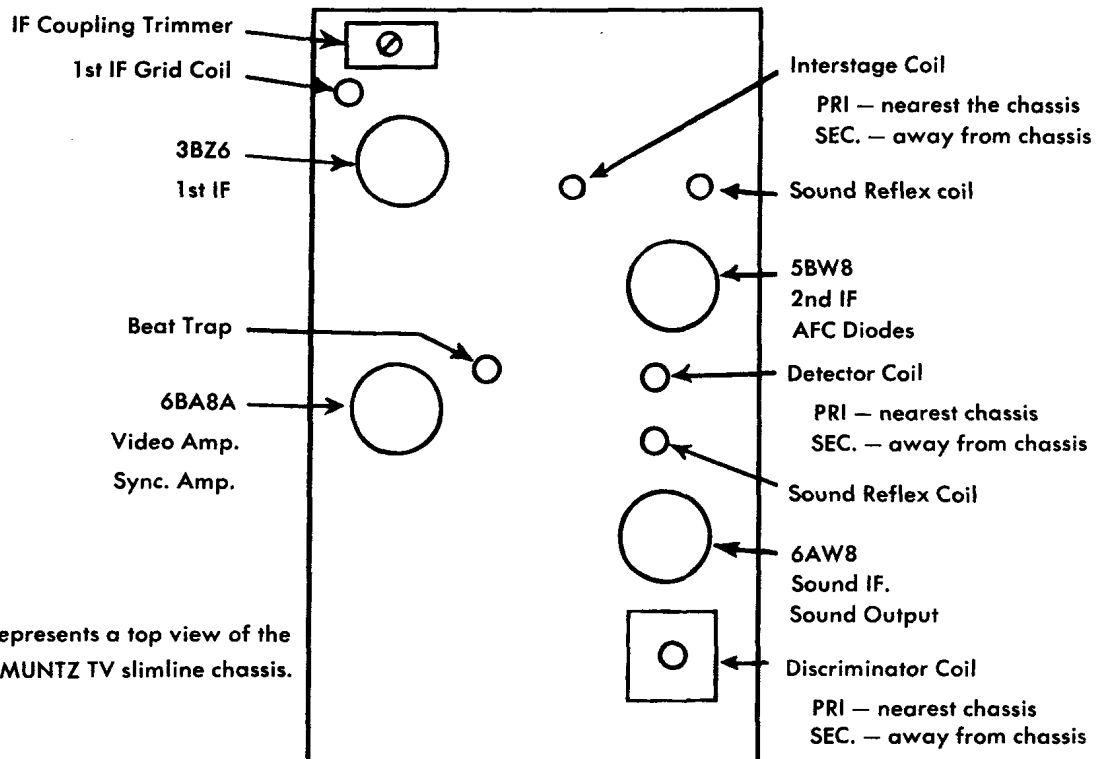 IF Coupling Trimmer
1st IF Grid Coil
3BZ6
1st IF
Beat Trap
6BA8A
Video Amp.
Sync. Amp.
epresents a top view of the
MUNTZ TV slimline chassis.
Interstage Coil
PRI — nearest the chassis
SEC. — away from chassis
Sound Reflex coil
5BW8
2nd IF
AFC Diodes
Detector Coil
PRI — nearest chassis
SEC. — away from chassis
Sound Reflex Coil
6AW8
Sound IF.
Sound Output
Discriminator Coil
PRI — nearest chassis
SEC. — away from chassis